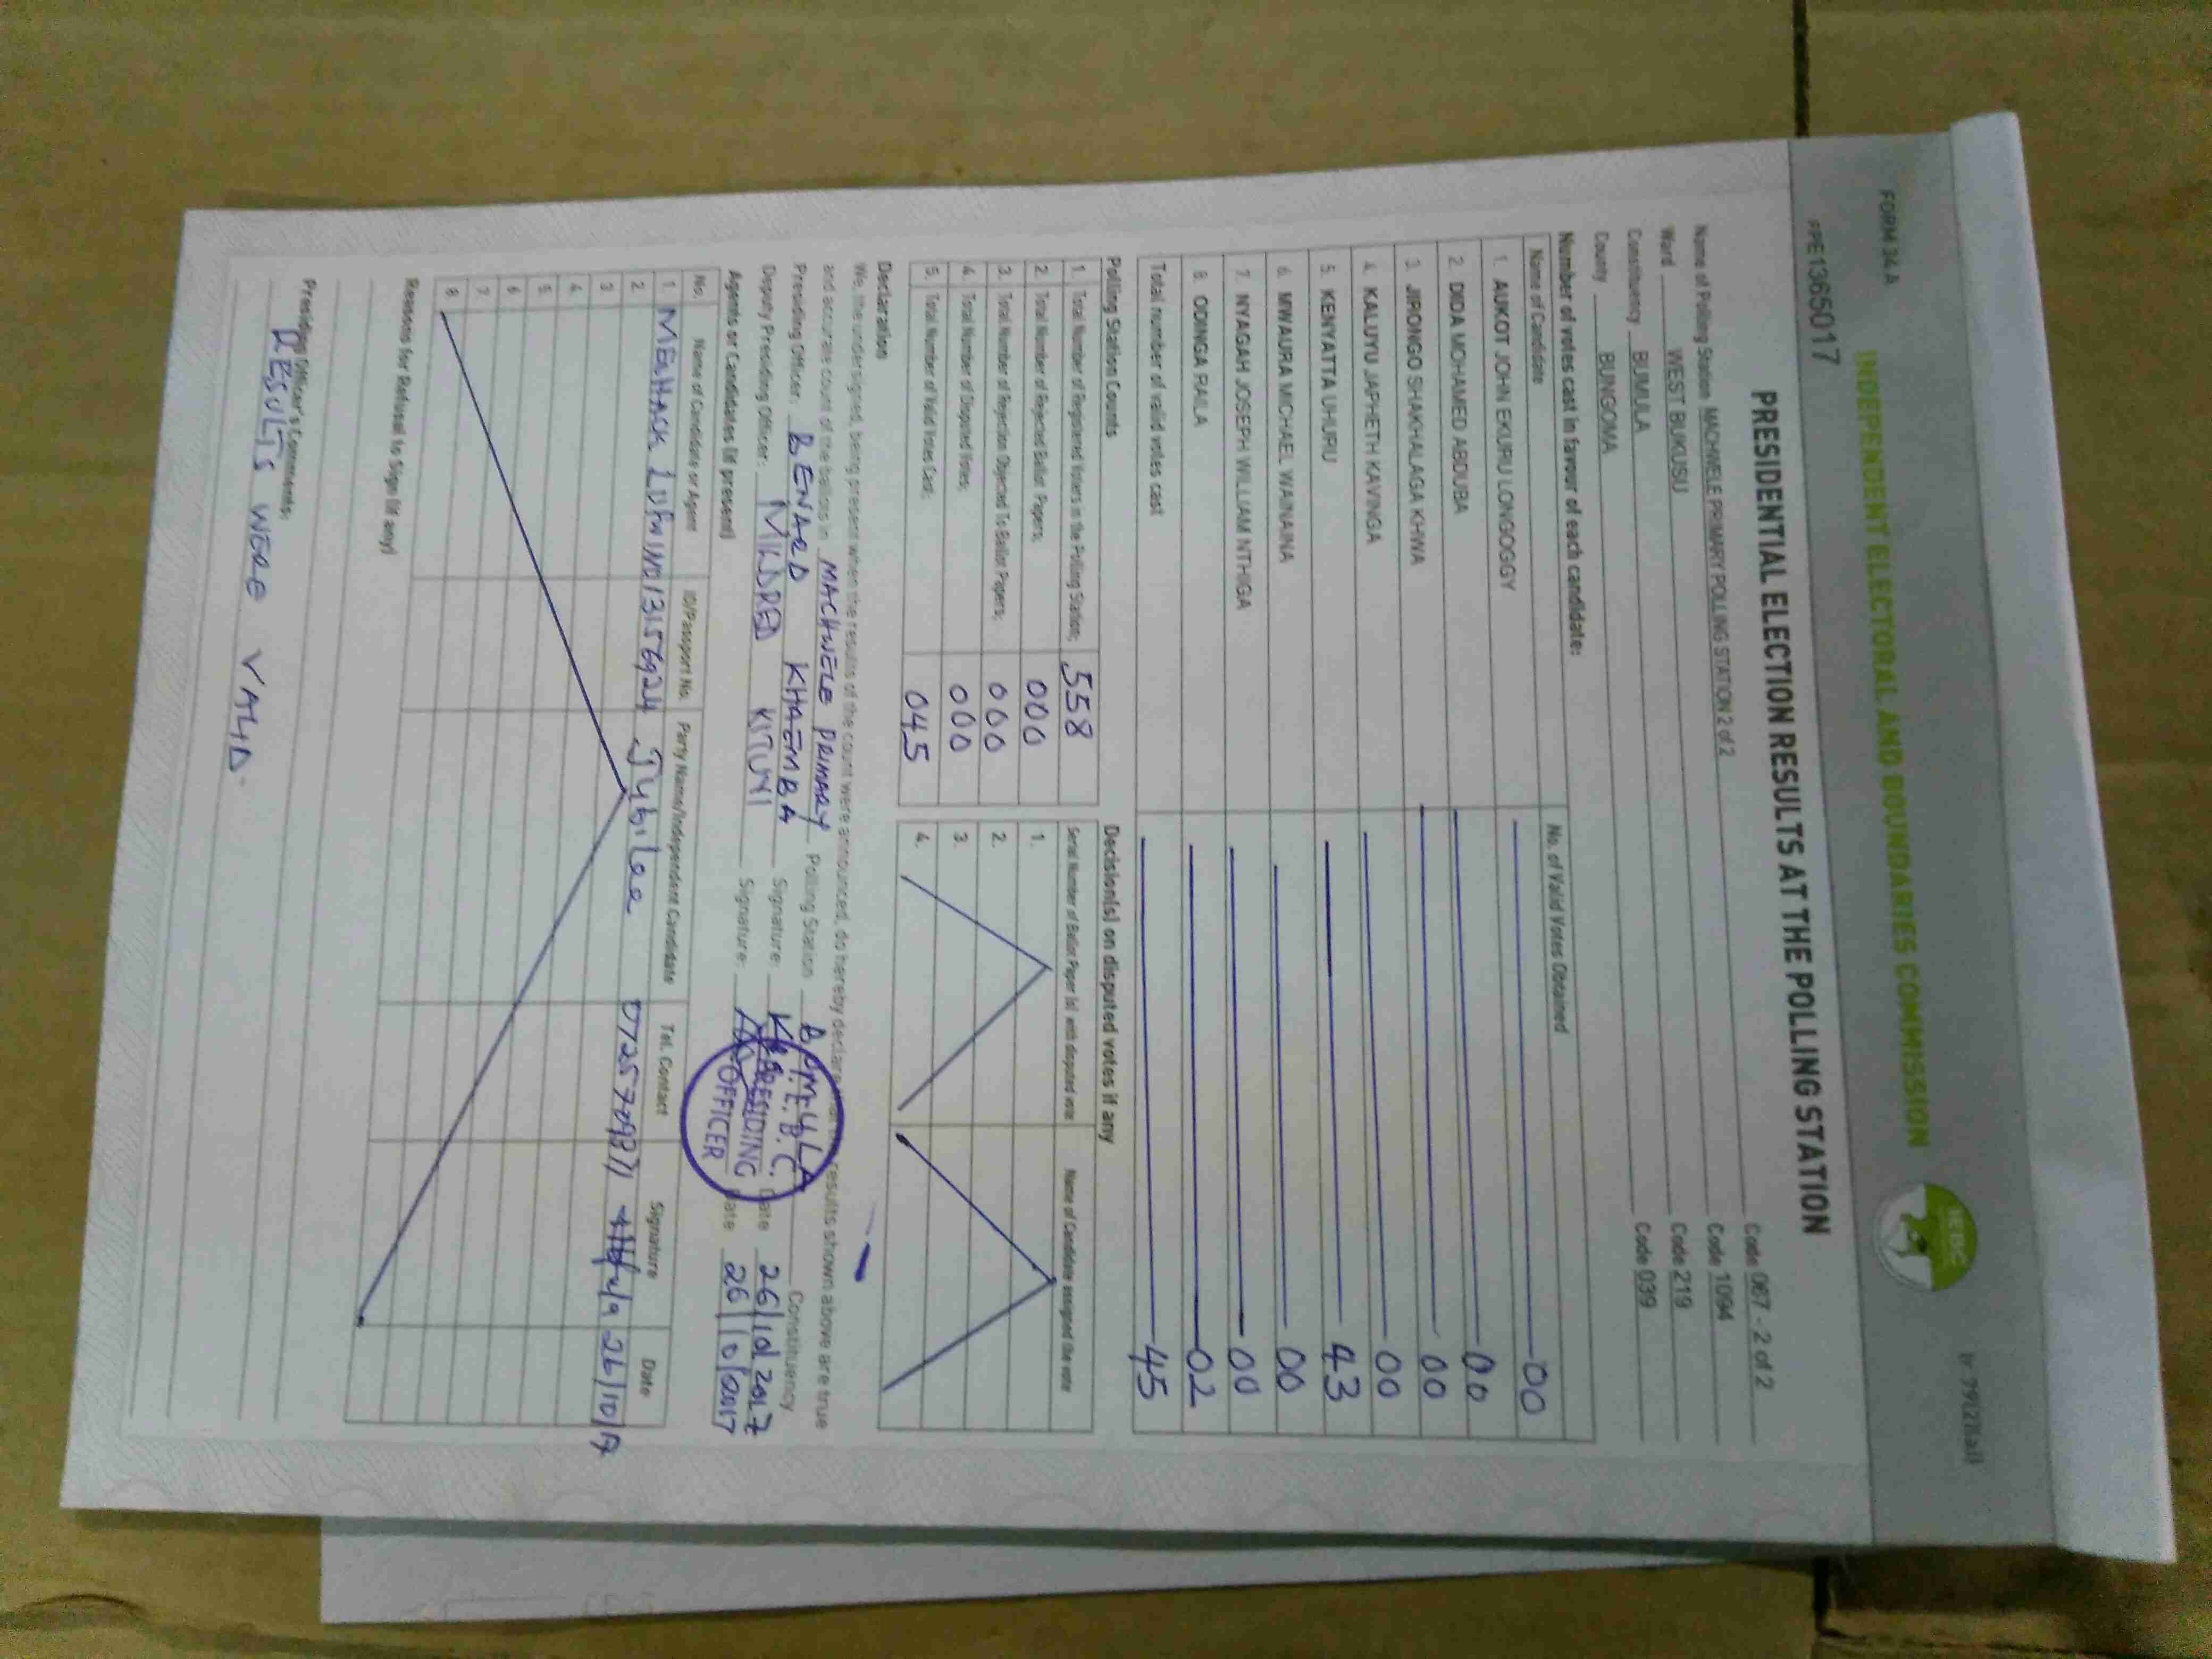 FORM 34 A
INDEPENDENT ELECTORAL AND BOUNDARIES COMMISSION
IEBC
PPE1365017
PRESIDENTIAL ELECTION RESULTS AT THE POLLING STATION
Name of Polling Station MACHWELE PRIMARY POLLING STATION 2 of 2 Code 067 - 2 of 2
Ward WEST BUKUSU Code 1094
Constituency BUMULA Code 219
County BUNGOMA Code 039
Number of votes cast in favour of each candidate:
Name of Candidate No. of Valid Votes Obtained
1. AUKOT JOHN EKURU LONGOGGY 00
2. DIDA MOHAMED ABDUBA 00
3. JIRONGO SHAKHALAGA KHWA 00
4. KALUYU JAPHETH KAVINGA 00
5. KENYATTA UHURU 43
6. MWAURA MICHAEL WAINAINA 00
7. NYAGAH JOSEPH WILLIAM NTHIGA 00
8. ODINGA RAILA 02
Total number of valid votes cast 45
Polling Station Counts Decision(s) on disputed votes if any
1. Total Number of Registered Voters in the Polling Station; 558 Serial Number of Ballot Paper (s) with disputed vote Name of Candidate assigned the vote
2. Total Number of Rejected Ballot Papers; 000 1.
3. Total Number of Rejection Objected To Ballot Papers; 000 2.
4. Total Number of Disputed Votes; 000 3.
5. Total Number of Valid Votes Cast; 045 4.
Declaration
We, the undersigned, being present when the results of the count were announced, do hereby declare that the results shown above are true
and accurate count of the ballots in MACHWELE PRIMARY Polling Station BUMULA Constituency
Presiding Officer: BENARD KHAEMBA Signature: Date 26/10/2017
Deputy Presiding Officer: MILDRED KITUYI Signature: Date 26/10/2017
I.E.B.C.
PRESIDING
OFFICER
Agents or Candidates (if present)
No. Name of Candidate or Agent ID/Passport No. Party Name/Independent Candidate Tel. Contact Signature Date
1. Jubilee 26/10/17
2.
3.
4.
5.
6.
7.
8.
Reasons for Refusal to Sign (if any)
Presiding Officer's Comments:
RESULTS WERE VALID.